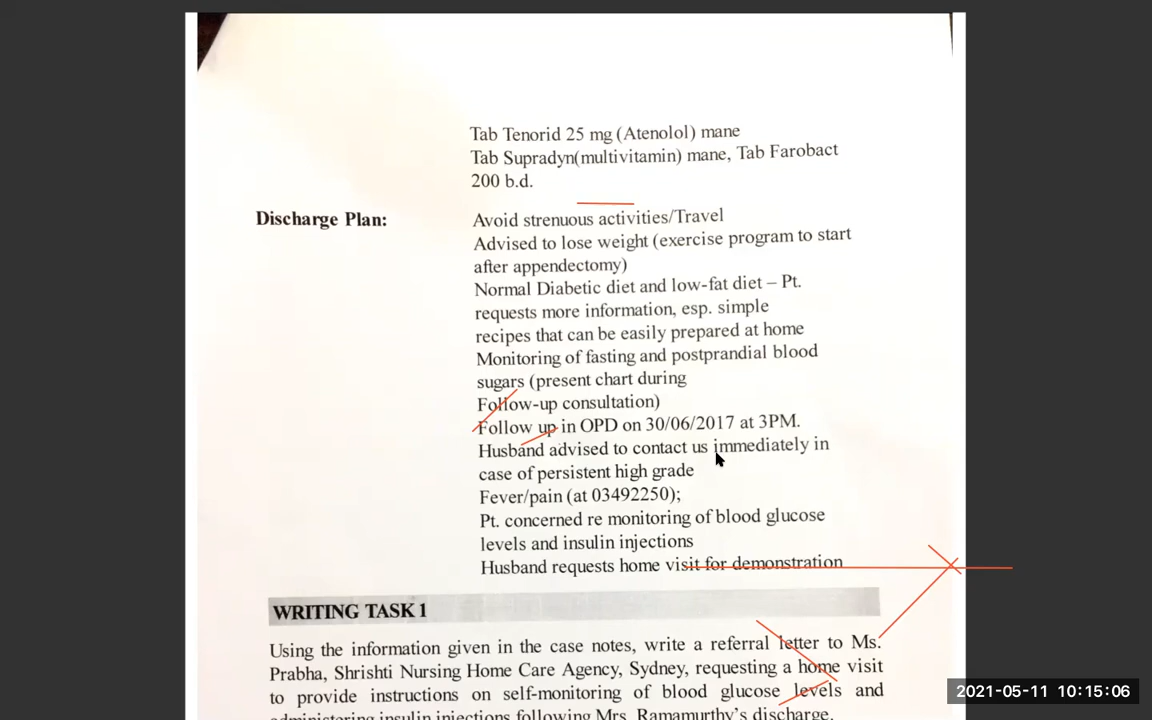 Tab Tenorid 25 mg (Atenolol) mane
Tab Supradyn(multivitamin) mane, Tab Farobact
200 b.d.
Discharge Plan: Avoid strenuous activities/Travel
Advised to lose weight (exercise program to start
after appendectomy)
Normal Diabetic diet and low-fat diet – Pt.
requests more information, esp. simple
recipes that can be easily prepared at home
Monitoring of fasting and postprandial blood
sugars (present chart during
Follow-up consultation)
Follow up in OPD on 30/06/2017 at 3PM.
Husband advised to contact us immediately in
case of persistent high grade
Fever/pain (at 03492250);
Pt. concerned re monitoring of blood glucose
levels and insulin injections
Husband requests home visit for demonstration
WRITING TASK 1
Using the information given in the case notes, write a referral letter to Ms.
Prabha, Shrishti Nursing Home Care Agency, Sydney, requesting a home visit
to provide instructions on self-monitoring of blood glucose levels and
administering insulin injections following Mrs. Ramamurthy's discharge.
2021-05-11 10:15:06